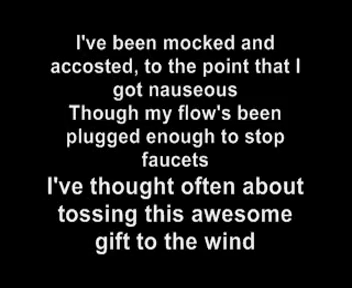 I've been mocked and
accosted, to the point that I
got nauseous
Though my flow's been
plugged enough to stop
faucets
I've thought often about
tossing this awesome
gift to the wind